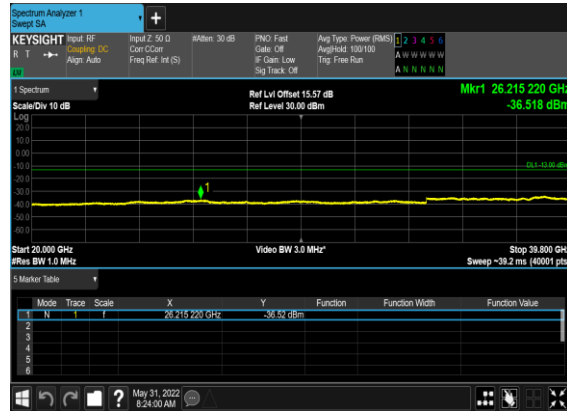 Spectrum Analyzer 1
Swept SA
+
KEYSIGHT Input: RF Input Z: 50 Ω #Atten: 30 dB PNO: Fast Avg Type: Power (RMS) 1 2 3 4 5 6
R T Coupling: DC Corr CCorr Gate: Off Avg|Hold: 100/100 A W W W W W
Align: Auto Freq Ref: Int (S) IF Gain: Low Trig: Free Run
LW Sig Track: Off A N N N N N
1 Spectrum Ref Lvl Offset 15.57 dB Mkr1 26.215 220 GHz
Scale/Div 10 dB Ref Level 30.00 dBm -36.518 dBm
Log
20.0
10.0
0.00
-10.0
DL1 -13.00 dBm
-20.0
-30.0
1
-40.0
-50.0
-60.0
Start 20.000 GHz Video BW 3.0 MHz* Stop 39.800 GHz
#Res BW 1.0 MHz Sweep ~39.2 ms (40001 pts)
5 Marker Table
Mode Trace Scale X Y Function Function Width Function Value
1 N 1 f 26.215 220 GHz -36.52 dBm
2
3
4
5
6
? May 31, 2022
8:24:00 AM